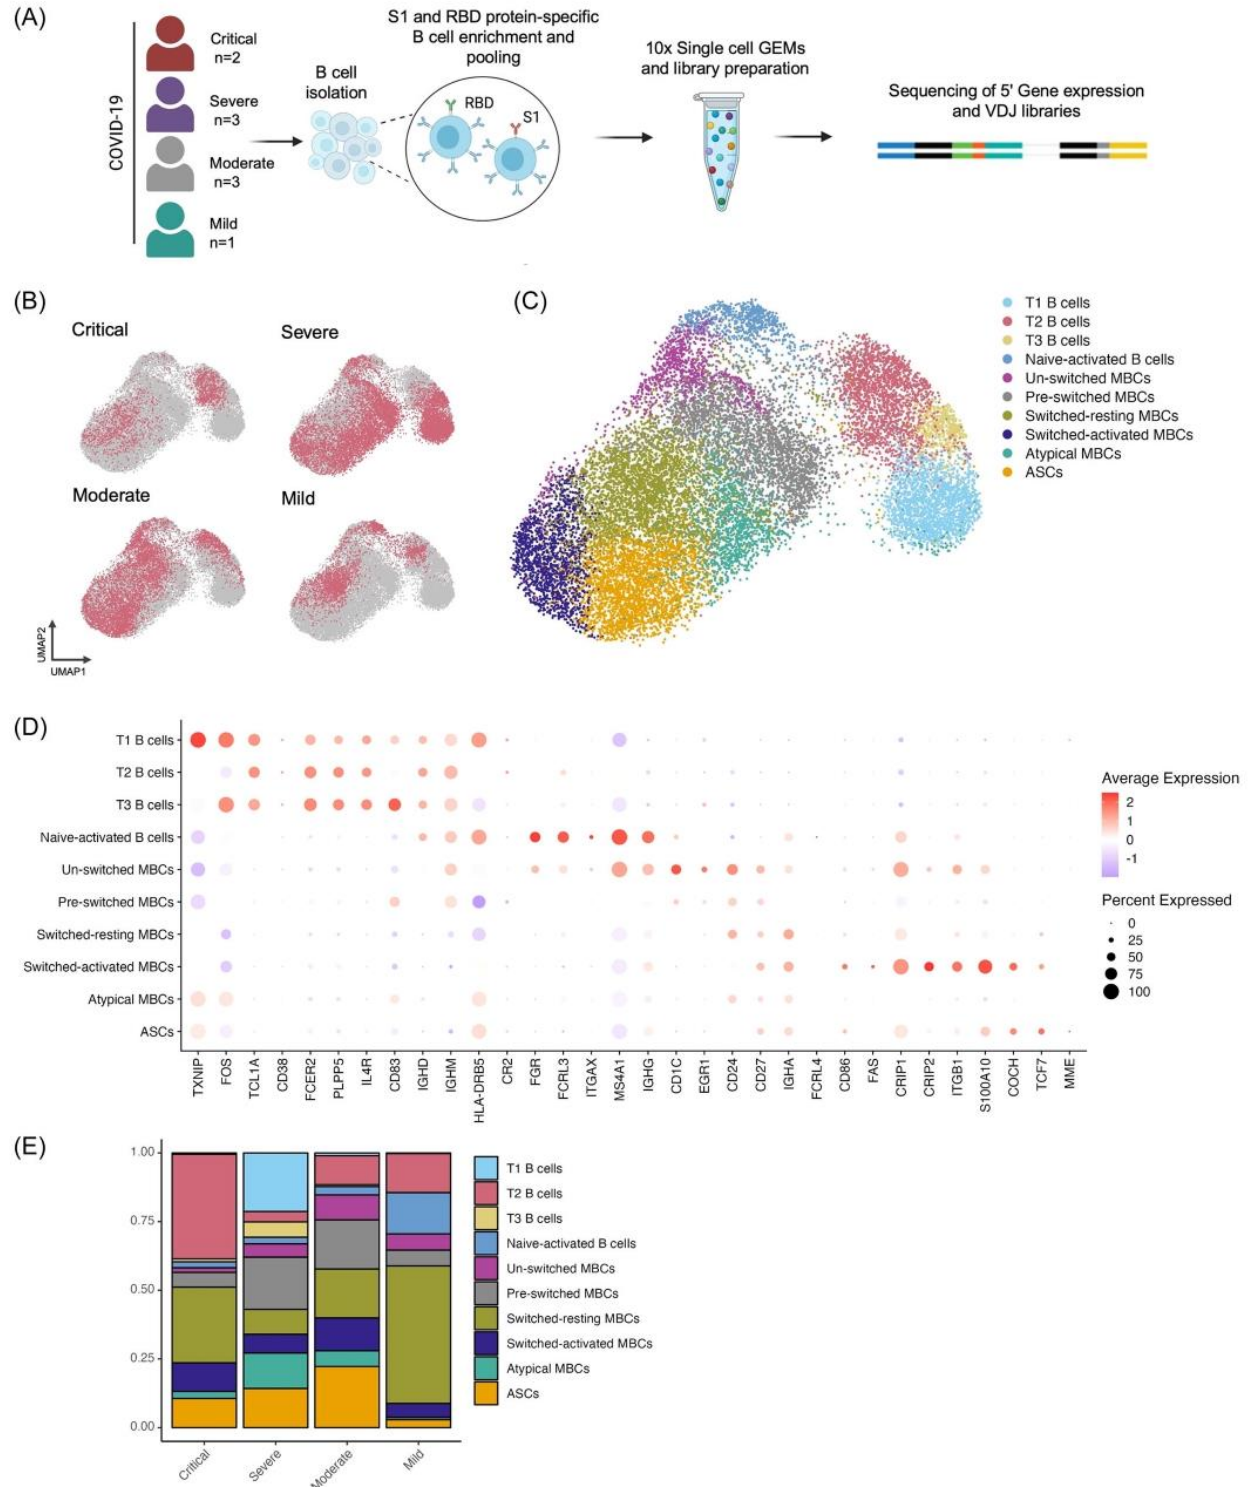 (A)
COVID-19
Critical
n=2
Severe
n=3
Moderate
n=3
Mild
n=1
B cell
isolation
S1 and RBD protein-specific
B cell enrichment and
pooling
RBD
S1
10x Single cell GEMs
and library preparation
Sequencing of 5' Gene expression
and VDJ libraries
(B)
Critical
Severe
Moderate
Mild
UMAP2
UMAP1
(C)
T1 B cells
T2 B cells
T3 B cells
Naive-activated B cells
Un-switched MBCs
Pre-switched MBCs
Switched-resting MBCs
Switched-activated MBCs
Atypical MBCs
ASCs
(D)
T1 B cells
T2 B cells
T3 B cells
Naive-activated B cells
Un-switched MBCs
Pre-switched MBCs
Switched-resting MBCs
Switched-activated MBCs
Atypical MBCs
ASCs
TXNIP
FOS
TCL1A
CD38
FCER2
PLPP5
IL4R
CD83
IGHD
IGHM
HLA-DRB5
CR2
FGR
FCRL3
ITGAX
MS4A1
IGHG
CD1C
EGR1
CD24
CD27
IGHA
FCRL4
CD86
FAS
CRIP1
CRIP2
ITGB1
S100A10
COCH
TCF7
MME
Average Expression
2
1
0
-1
Percent Expressed
0
25
50
75
100
(E)
1.00
0.75
0.50
0.25
0.00
Critical
Severe
Moderate
Mild
T1 B cells
T2 B cells
T3 B cells
Naive-activated B cells
Un-switched MBCs
Pre-switched MBCs
Switched-resting MBCs
Switched-activated MBCs
Atypical MBCs
ASCs